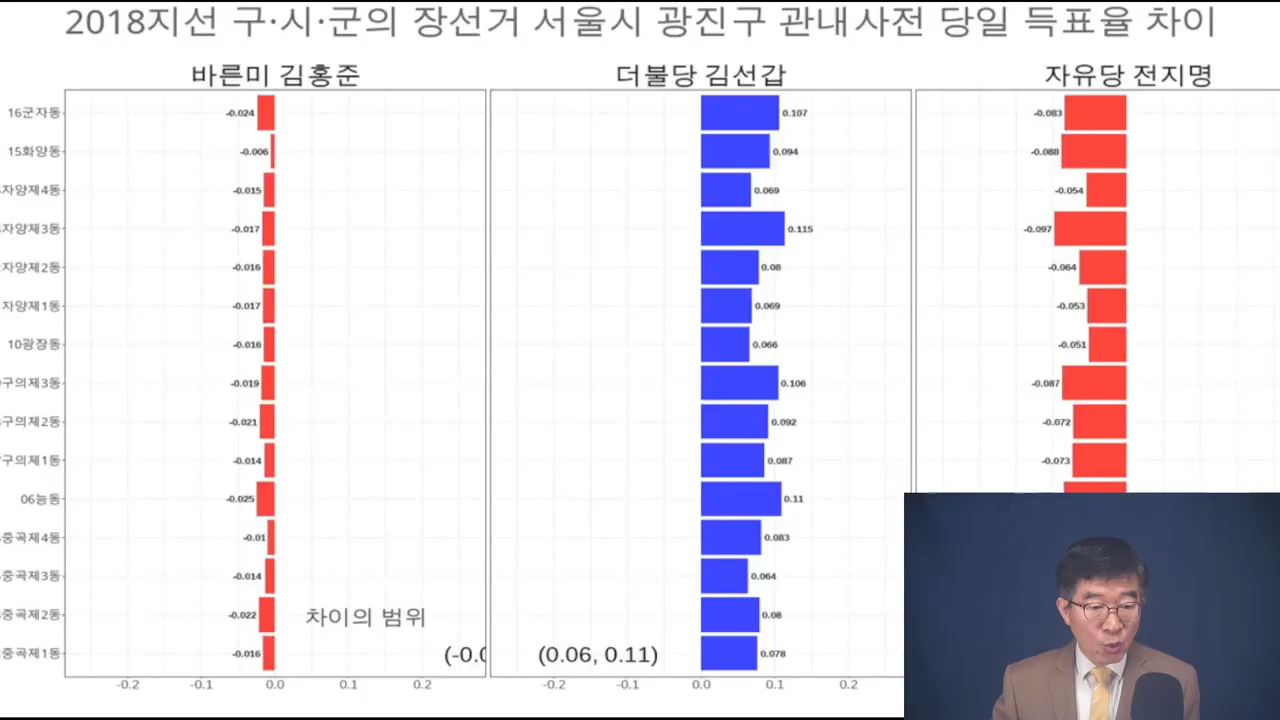 2018지선 구·시·군의 장선거 서울시 광진구 관내사전 당일 득표율 차이
바른미 김홍준
더불당 김선갑
자유당 전지명
16군자동 -0.024 0.107 -0.083
15화양동 -0.006 0.094 -0.088
자양제4동 -0.015 0.069 -0.054
자양제3동 -0.017 0.115 -0.097
자양제2동 -0.016 0.08 -0.064
자양제1동 -0.017 0.069 -0.053
10광장동 -0.016 0.066 -0.051
구의제3동 -0.019 0.106 -0.087
구의제2동 -0.021 0.092 -0.072
구의제1동 -0.014 0.087 -0.073
06능동 -0.025 0.11
중곡제4동 -0.01 0.083
중곡제3동 -0.014 0.064
중곡제2동 -0.022 차이의 범위 0.08
중곡제1동 -0.016 (-0.0 (0.06, 0.11) 0.078
-0.2 -0.1 0.0 0.1 0.2 -0.2 -0.1 0.0 0.1 0.2